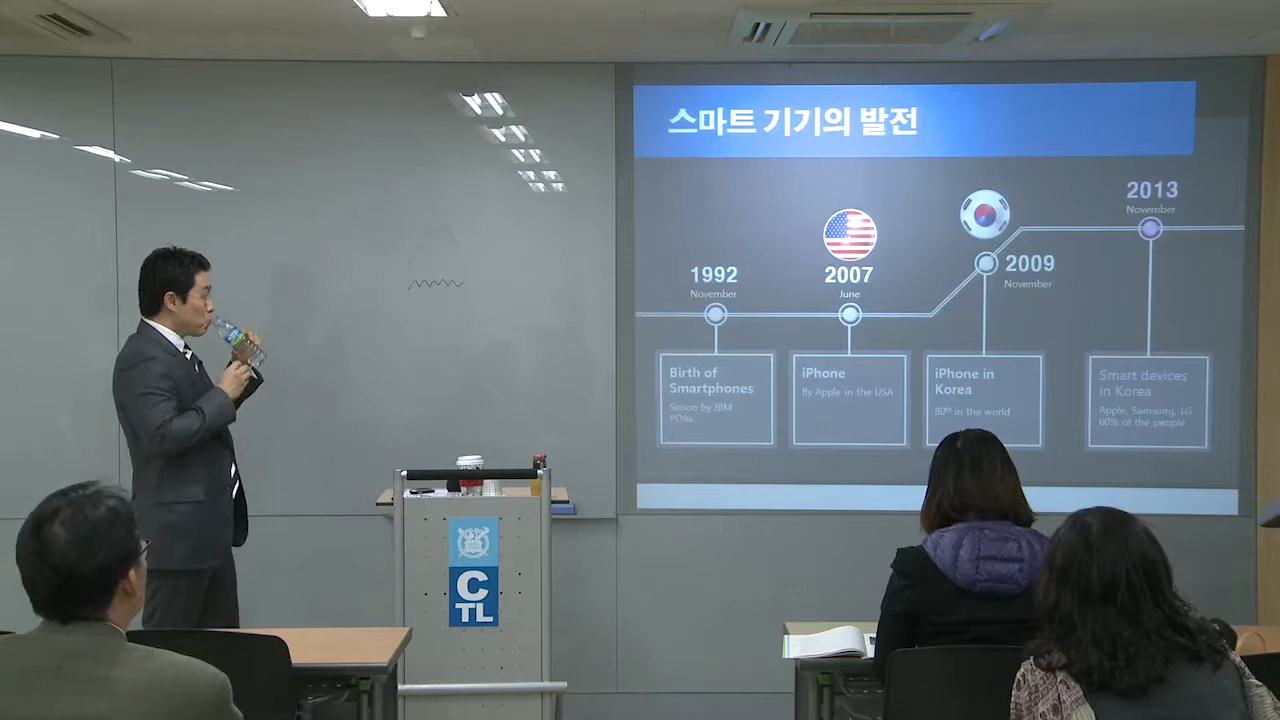 스마트 기기의 발전
1992
November
2007
June
2009
November
2013
November
Birth of
Smartphones
Simon by IBM
PDAs
iPhone
By Apple in the USA
iPhone in
Korea
80th in the world
Smart devices
in Korea
Apple, Samsung, LG
60% of the people
C
TL